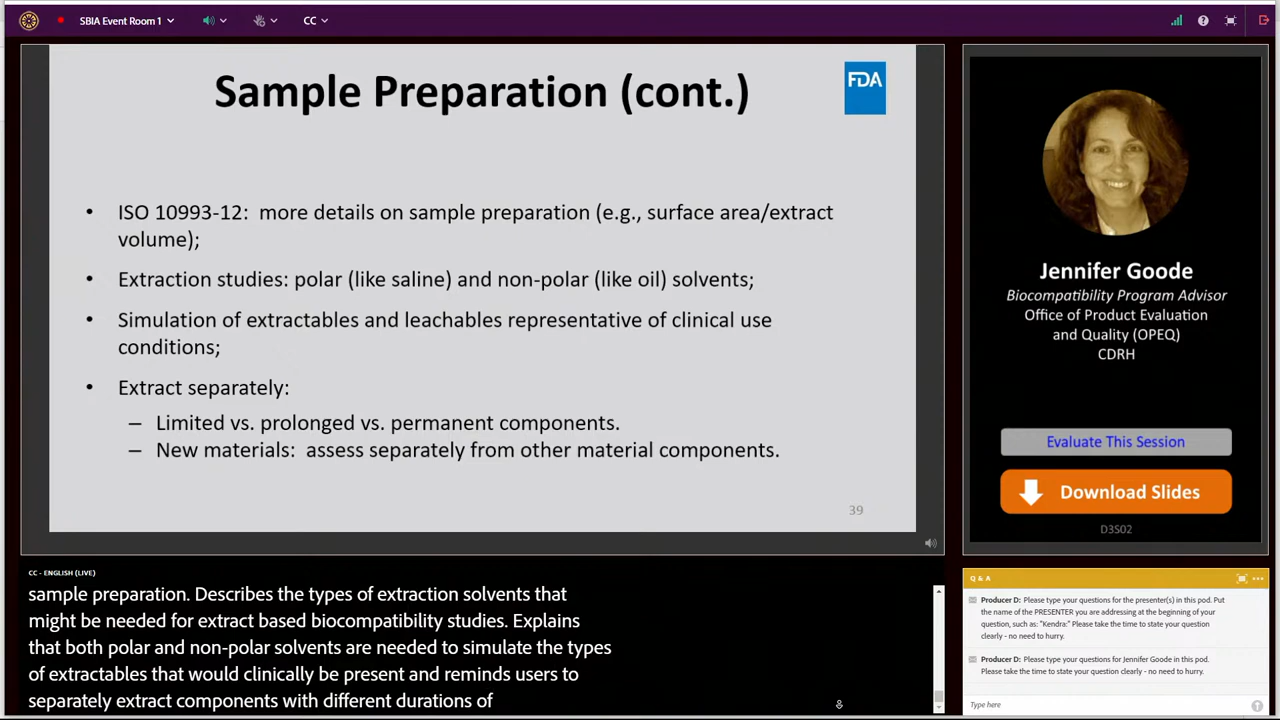 SBIA Event Room 1
CC
Sample Preparation (cont.)
FDA
• ISO 10993-12: more details on sample preparation (e.g., surface area/extract
volume);
• Extraction studies: polar (like saline) and non-polar (like oil) solvents;
• Simulation of extractables and leachables representative of clinical use
conditions;
• Extract separately:
– Limited vs. prolonged vs. permanent components.
– New materials: assess separately from other material components.
39
Jennifer Goode
Biocompatibility Program Advisor
Office of Product Evaluation
and Quality (OPEQ)
CDRH
Evaluate This Session
Download Slides
D3S02
CC - ENGLISH (LIVE)
sample preparation. Describes the types of extraction solvents that
might be needed for extract based biocompatibility studies. Explains
that both polar and non-polar solvents are needed to simulate the types
of extractables that would clinically be present and reminds users to
separately extract components with different durations of
Q & A
Producer D: Please type your questions for the presenter(s) in this pod. Put
the name of the PRESENTER you are addressing at the beginning of your
question, such as: "Kendra:" Please take the time to state your question
clearly - no need to hurry.
Producer D: Please type your questions for Jennifer Goode in this pod.
Please take the time to state your question clearly - no need to hurry.
Type here